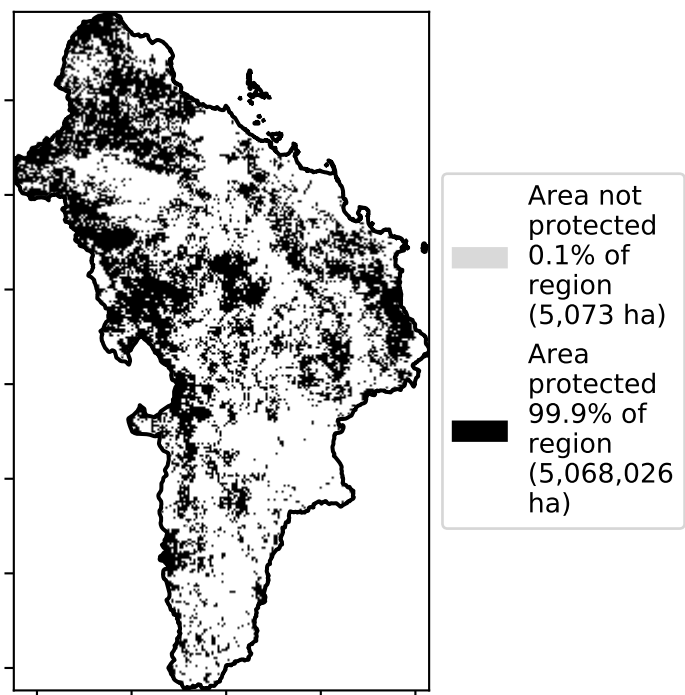 Area not
protected
0.1% of
region
(5,073 ha)
Area
protected
99.9% of
region
(5,068,026
ha)